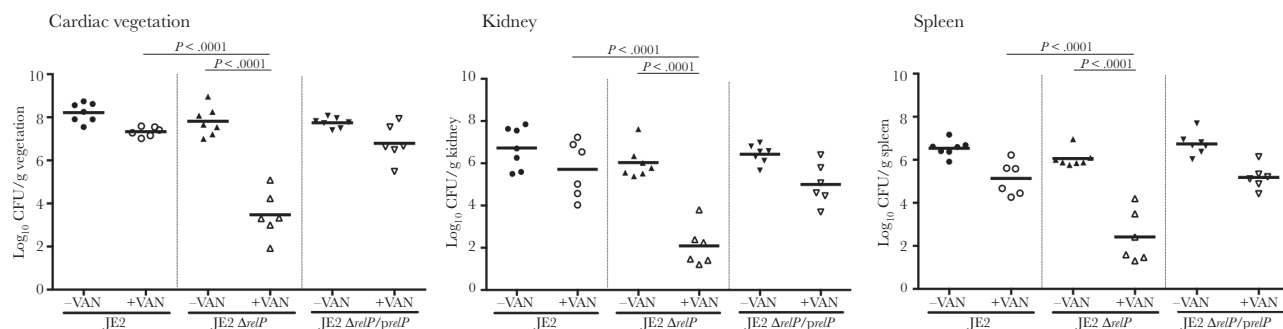 Cardiac vegetation
P < .0001
P < .0001
Log10 CFU/g vegetation
10
8
6
4
2
0
–VAN +VAN –VAN +VAN –VAN +VAN
JE2 JE2 ΔrelP JE2 ΔrelP/prelP
Kidney
P < .0001
P < .0001
Log10 CFU/g kidney
10
8
6
4
2
0
–VAN +VAN –VAN +VAN –VAN +VAN
JE2 JE2 ΔrelP JE2 ΔrelP/prelP
Spleen
P < .0001
P < .0001
Log10 CFU/g spleen
10
8
6
4
2
0
–VAN +VAN –VAN +VAN –VAN +VAN
JE2 JE2 ΔrelP JE2 ΔrelP/prelP